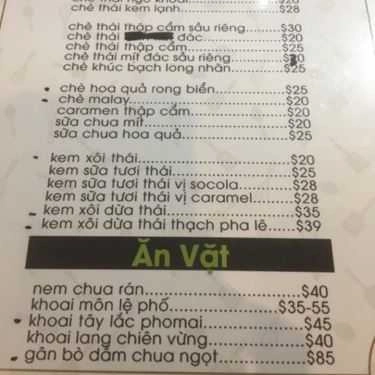 chè thái kem lạnh.....................$28
chè thái thập cẩm sầu riêng.........$30
chè thái đác..................$20
chè thái thập cẩm....................$25
chè thái mít đác sầu riêng
chè khúc bạch long nhãn..........$25
chè hoa quả rong biển..............$25
chè malay..............................$20
caramen thập cẩm..................$20
sữa chua mít..........................$20
sữa chua hoa quả...................$25
kem xôi thái...........................$20
kem sữa tươi thái....................$25
kem sữa tươi thái vị socola.......$28
kem sữa tươi thái vị caramel.....$28
kem xôi dừa thái.....................$35
kem xôi dừa thái thạch pha lê...$39
Ăn Vặt
nem chua rán.........................$40
khoai môn lệ phố.................$35-55
khoai tây lắc phomai...............$45
khoai lang chiên vừng.............$40
gân bò dầm chua ngọt............$85